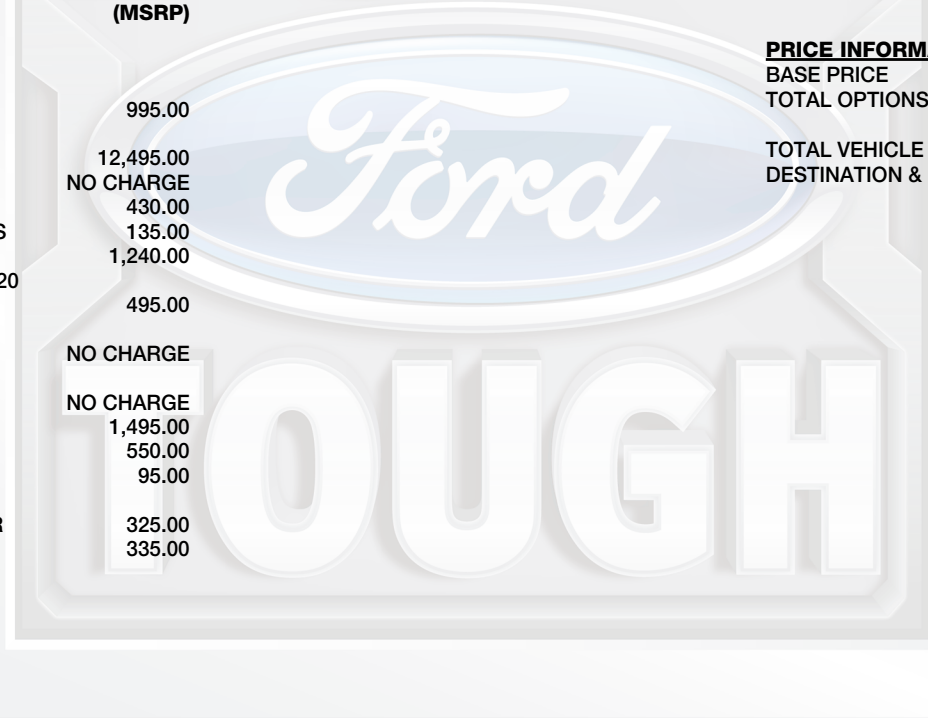 (MSRP)
995.00
12,495.00
NO CHARGE
430.00
S 135.00
1,240.00
20
495.00
NO CHARGE
NO CHARGE
1,495.00
550.00
95.00
R 325.00
335.00
PRICE INFORMA
BASE PRICE
TOTAL OPTIONS
TOTAL VEHICLE
DESTINATION &
Ford
TOUGH